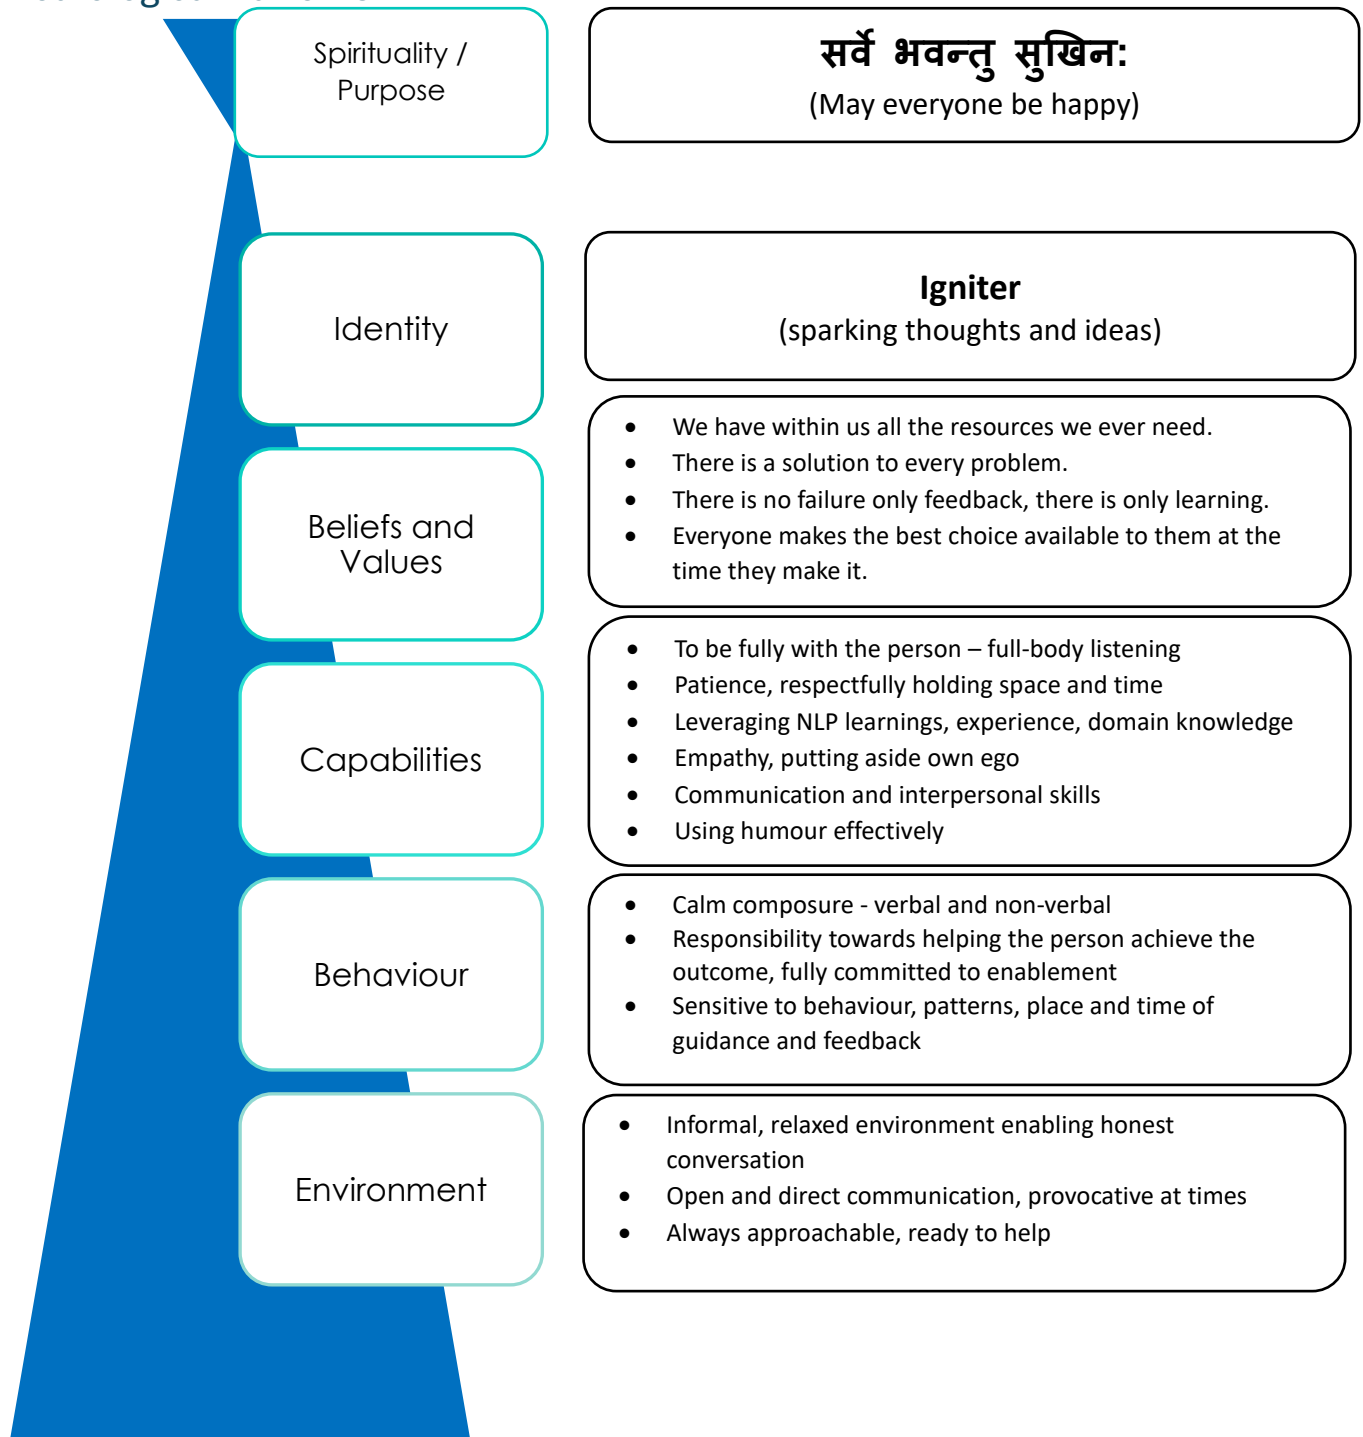 Spirituality /
Purpose
सर्वे भवन्तु सुखिन:
(May everyone be happy)
Identity
Igniter
(sparking thoughts and ideas)
Beliefs and
Values
• We have within us all the resources we ever need.
• There is a solution to every problem.
• There is no failure only feedback, there is only learning.
• Everyone makes the best choice available to them at the
time they make it.
Capabilities
• To be fully with the person – full-body listening
• Patience, respectfully holding space and time
• Leveraging NLP learnings, experience, domain knowledge
• Empathy, putting aside own ego
• Communication and interpersonal skills
• Using humour effectively
Behaviour
• Calm composure - verbal and non-verbal
• Responsibility towards helping the person achieve the
outcome, fully committed to enablement
• Sensitive to behaviour, patterns, place and time of
guidance and feedback
Environment
• Informal, relaxed environment enabling honest
conversation
• Open and direct communication, provocative at times
• Always approachable, ready to help